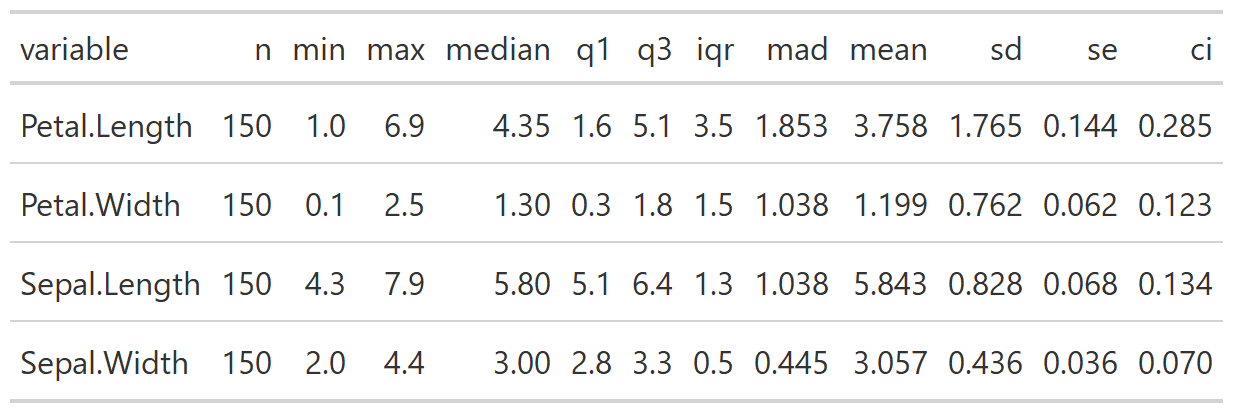 variable n min max median q1 q3 iqr mad mean sd se ci
Petal.Length 150 1.0 6.9 4.35 1.6 5.1 3.5 1.853 3.758 1.765 0.144 0.285
Petal.Width 150 0.1 2.5 1.30 0.3 1.8 1.5 1.038 1.199 0.762 0.062 0.123
Sepal.Length 150 4.3 7.9 5.80 5.1 6.4 1.3 1.038 5.843 0.828 0.068 0.134
Sepal.Width 150 2.0 4.4 3.00 2.8 3.3 0.5 0.445 3.057 0.436 0.036 0.070